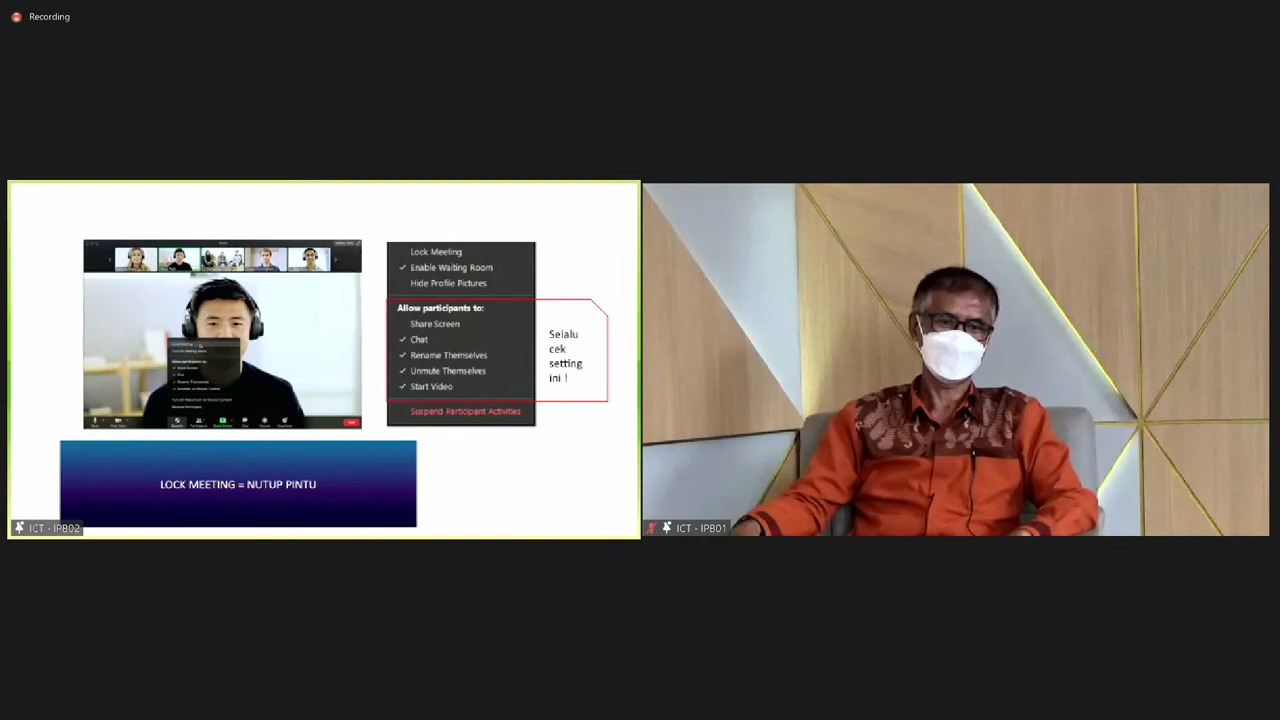 Recording
Lock Meeting
Enable Waiting Room
Hide Profile Pictures
Allow participants to:
Share Screen
Chat
Rename Themselves
Unmute Themselves
Start Video
Suspend Participant Activities
Selalu
cek
setting
ini !
LOCK MEETING = NUTUP PINTU
ICT - IPB02
ICT - IPB01